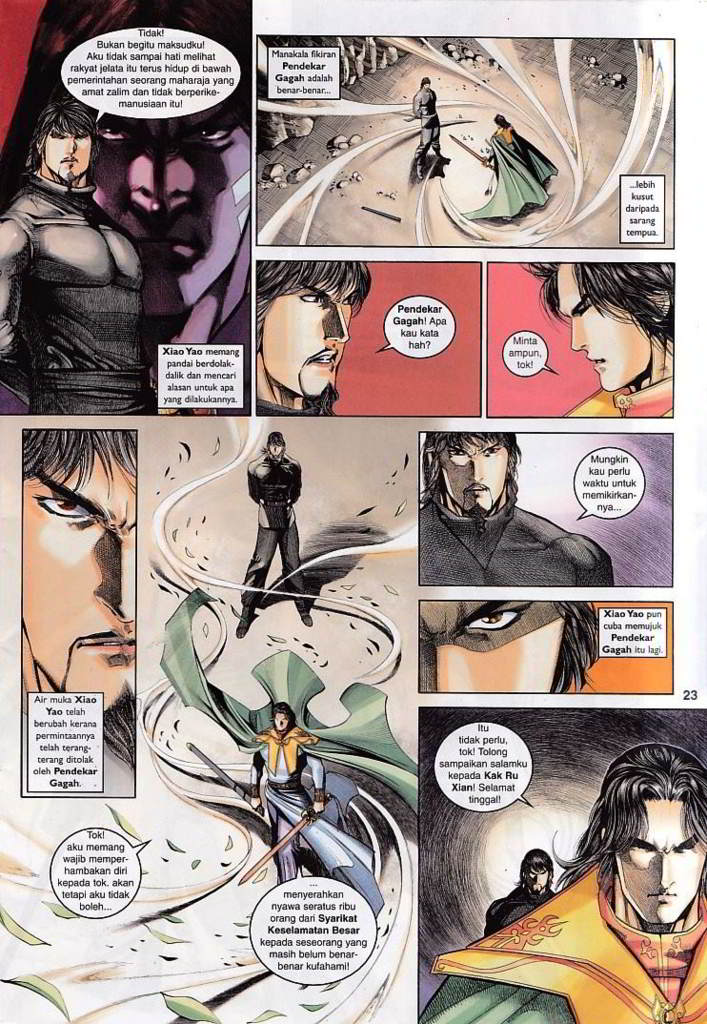 Tidak!
Bukan begitu maksudku!
Aku tidak sampai hati melihat
rakyat jelata itu terus hidup di bawah
pemerintahan seorang maharaja yang
amat zalim dan tidak berperike-
manusiaan itu!
Xiao Yao memang
pandai berdolak-
dalik dan mencari
alasan untuk apa
yang dilakukannya.
Manakala fikiran
Pendekar
Gagah adalah
benar-benar...
...lebih
kusut
daripada
sarang
tempua.
Pendekar
Gagah! Apa
kau kata
hah?
Minta
ampun,
tok!
Air muka Xiao
Yao telah
berubah kerana
permintaannya
telah terang-
terang ditolak
oleh Pendekar
Gagah.
Tok!
aku memang
wajib memper-
hambakan diri
kepada tok. akan
tetapi aku tidak
boleh...
...
menyerahkan
nyawa seratus ribu
orang dari Syarikat
Keselamatan Besar
kepada seseorang yang
masih belum benar-
benar kufahami!
Mungkin
kau perlu
waktu untuk
memikirkan-
nya...
Xiao Yao pun
cuba memujuk
Pendekar
Gagah itu lagi.
23
Itu
tidak perlu,
tok! Tolong
sampaikan salamku
kepada Kak Ru
Xian! Selamat
tinggal!